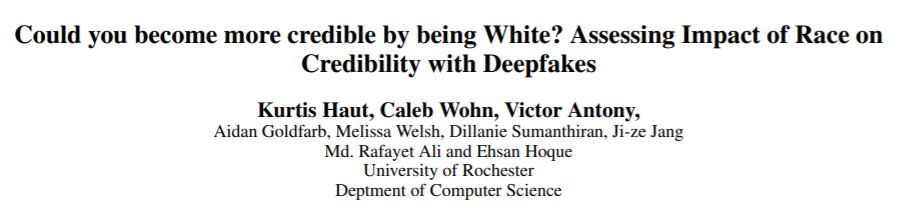 Could you become more credible by being White? Assessing Impact of Race on
Credibility with Deepfakes
Kurtis Haut, Caleb Wohn, Victor Antony,
Aidan Goldfarb, Melissa Welsh, Dillanie Sumanthiran, Ji-ze Jang
Md. Rafayet Ali and Ehsan Hoque
University of Rochester
Deptment of Computer Science